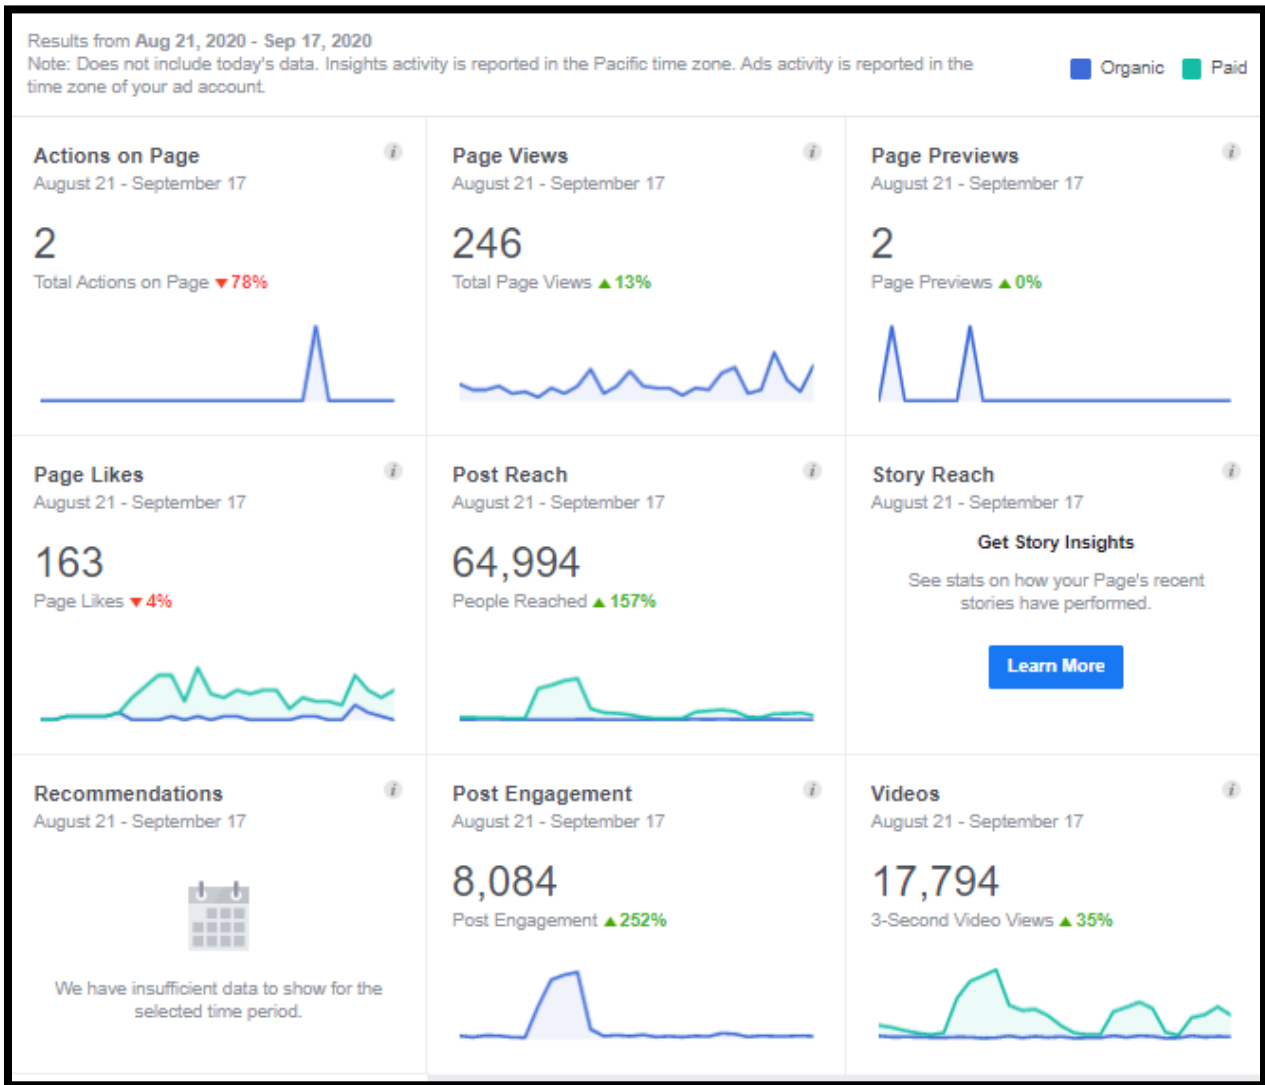 Results from Aug 21, 2020 - Sep 17, 2020
Note: Does not include today's data. Insights activity is reported in the Pacific time zone. Ads activity is reported in the
time zone of your ad account.
Organic Paid
Actions on Page
August 21 - September 17
2
Total Actions on Page ▼78%
Page Views
August 21 - September 17
246
Total Page Views ▲13%
Page Previews
August 21 - September 17
2
Page Previews ▲0%
Page Likes
August 21 - September 17
163
Page Likes ▼4%
Post Reach
August 21 - September 17
64,994
People Reached ▲157%
Story Reach
August 21 - September 17
Get Story Insights
See stats on how your Page's recent
stories have performed.
Learn More
Recommendations
August 21 - September 17
We have insufficient data to show for the
selected time period.
Post Engagement
August 21 - September 17
8,084
Post Engagement ▲252%
Videos
August 21 - September 17
17,794
3-Second Video Views ▲35%